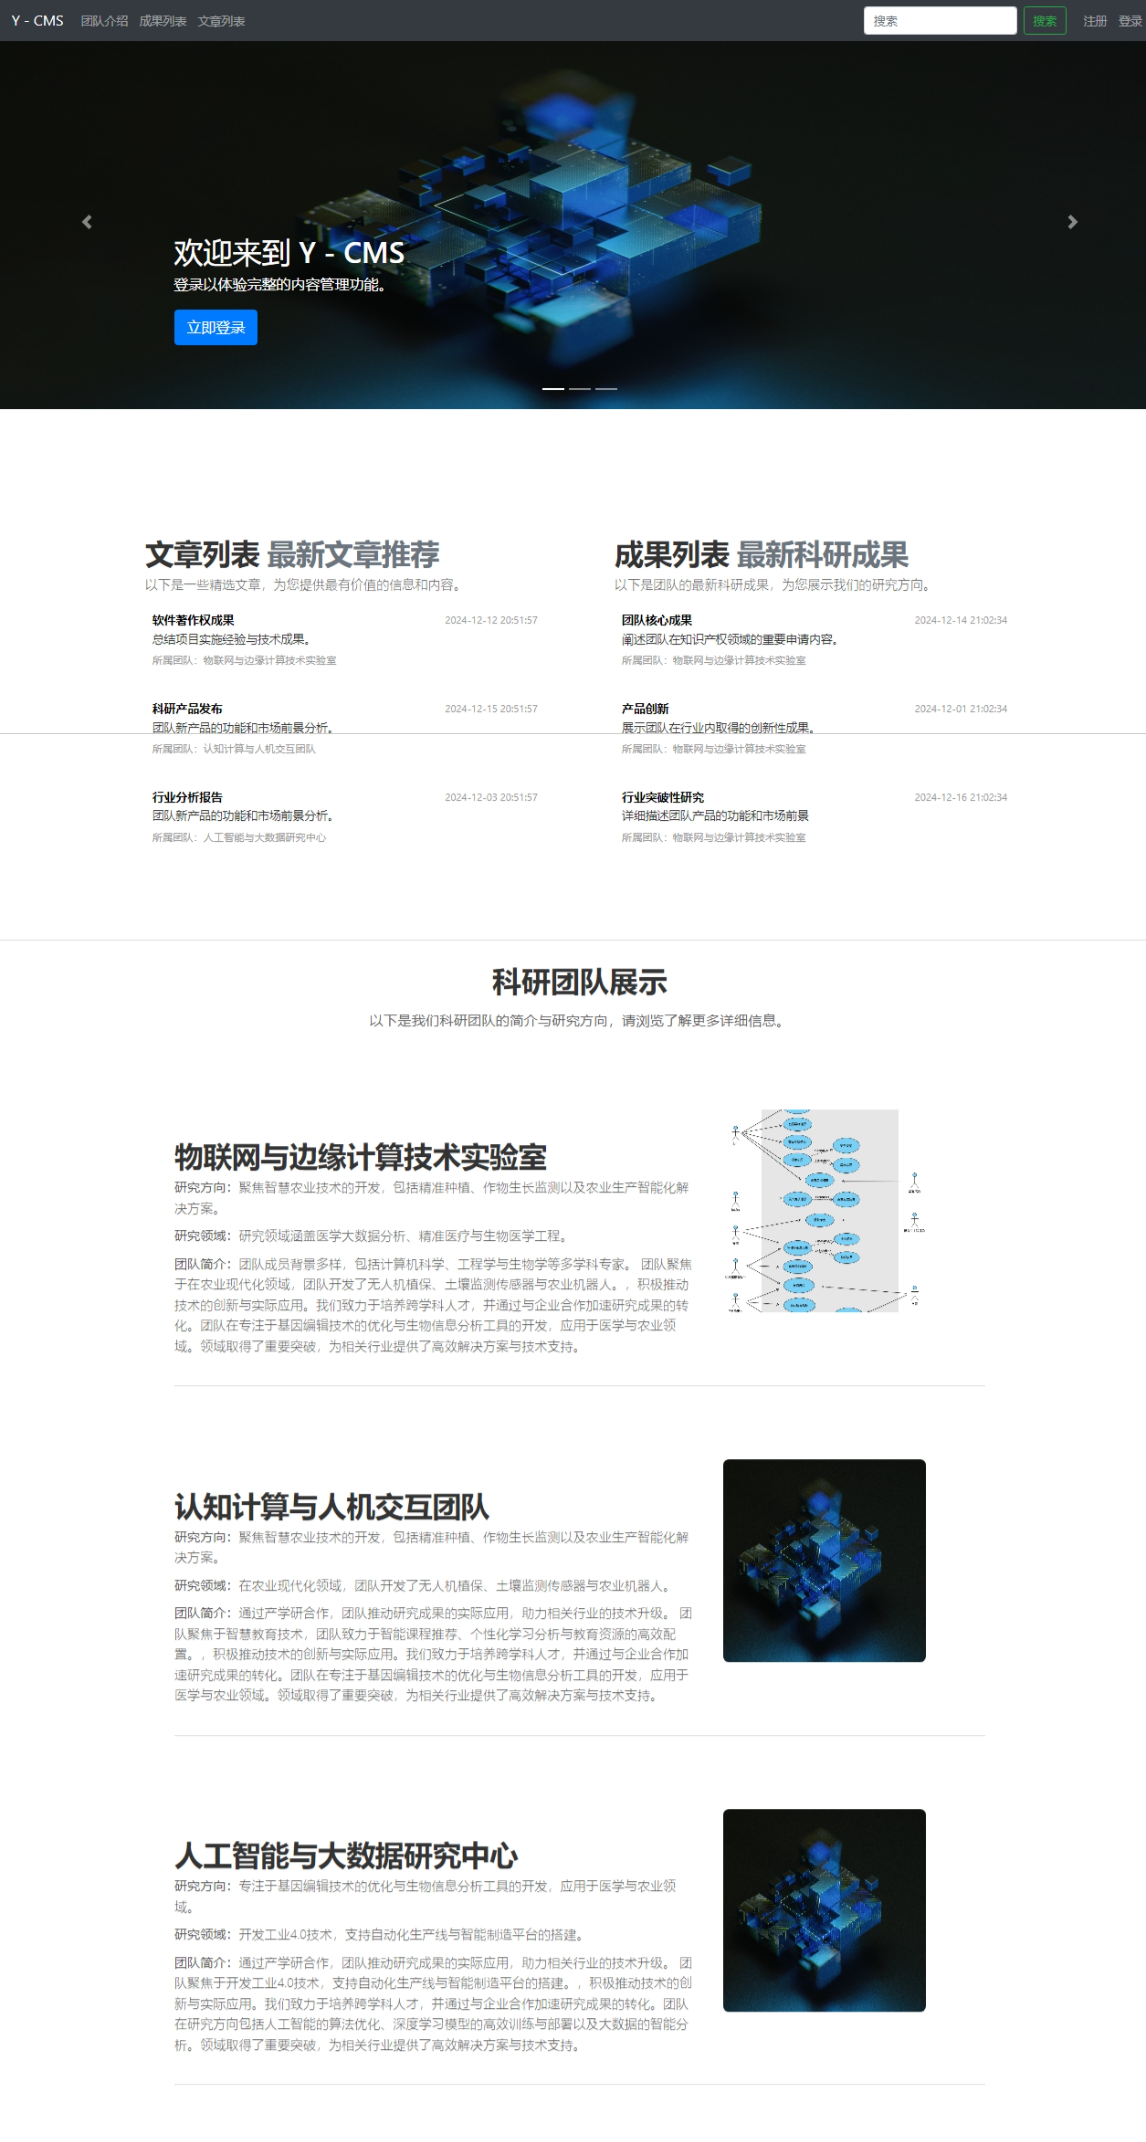 Y - CMS 团队介绍 成果列表 文章列表 搜索 搜索 注册 登录
欢迎来到 Y - CMS
登录以体验完整的内容管理功能。
立即登录
文章列表 最新文章推荐
以下是一些精选文章，为您提供最有价值的信息和内容。
软件著作权成果 2024-12-12 20:51:57
总结项目实施经验与技术成果。
所属团队：物联网与边缘计算技术实验室
科研产品发布 2024-12-15 20:51:57
团队新产品的功能和市场前景分析。
所属团队：认知计算与人机交互团队
行业分析报告 2024-12-03 20:51:57
团队新产品的功能和市场前景分析。
所属团队：人工智能与大数据研究中心
成果列表 最新科研成果
以下是团队的最新科研成果，为您展示我们的研究方向。
团队核心成果 2024-12-14 21:02:34
阐述团队在知识产权领域的重要申请内容。
所属团队：物联网与边缘计算技术实验室
产品创新 2024-12-01 21:02:34
展示团队在行业内取得的创新性成果。
所属团队：物联网与边缘计算技术实验室
行业突破性研究 2024-12-16 21:02:34
详细描述团队产品的功能和市场前景
所属团队：物联网与边缘计算技术实验室
科研团队展示
以下是我们科研团队的简介与研究方向，请浏览了解更多详细信息。
物联网与边缘计算技术实验室
研究方向：聚焦智慧农业技术的开发，包括精准种植、作物生长监测以及农业生产智能化解
决方案。
研究领域：研究领域涵盖医学大数据分析、精准医疗与生物医学工程。
团队简介：团队成员背景多样，包括计算机科学、工程学与生物学等多学科专家。 团队聚焦
于在农业现代化领域，团队开发了无人机植保、土壤监测传感器与农业机器人。，积极推动
技术的创新与实际应用。我们致力于培养跨学科人才，并通过与企业合作加速研究成果的转
化。团队在专注于基因编辑技术的优化与生物信息分析工具的开发，应用于医学与农业领
域。领域取得了重要突破，为相关行业提供了高效解决方案与技术支持。
认知计算与人机交互团队
研究方向：聚焦智慧农业技术的开发，包括精准种植、作物生长监测以及农业生产智能化解
决方案。
研究领域：在农业现代化领域，团队开发了无人机植保、土壤监测传感器与农业机器人。
团队简介：通过产学研合作，团队推动研究成果的实际应用，助力相关行业的技术升级。 团
队聚焦于智慧教育技术，团队致力于智能课程推荐、个性化学习分析与教育资源的高效配
置。，积极推动技术的创新与实际应用。我们致力于培养跨学科人才，并通过与企业合作加
速研究成果的转化。团队在专注于基因编辑技术的优化与生物信息分析工具的开发，应用于
医学与农业领域。领域取得了重要突破，为相关行业提供了高效解决方案与技术支持。
人工智能与大数据研究中心
研究方向：专注于基因编辑技术的优化与生物信息分析工具的开发，应用于医学与农业领
域。
研究领域：开发工业4.0技术，支持自动化生产线与智能制造平台的搭建。
团队简介：通过产学研合作，团队推动研究成果的实际应用，助力相关行业的技术升级。 团
队聚焦于开发工业4.0技术，支持自动化生产线与智能制造平台的搭建。，积极推动技术的创
新与实际应用。我们致力于培养跨学科人才，并通过与企业合作加速研究成果的转化。团队
在研究方向包括人工智能的算法优化、深度学习模型的高效训练与部署以及大数据的智能分
析。领域取得了重要突破，为相关行业提供了高效解决方案与技术支持。